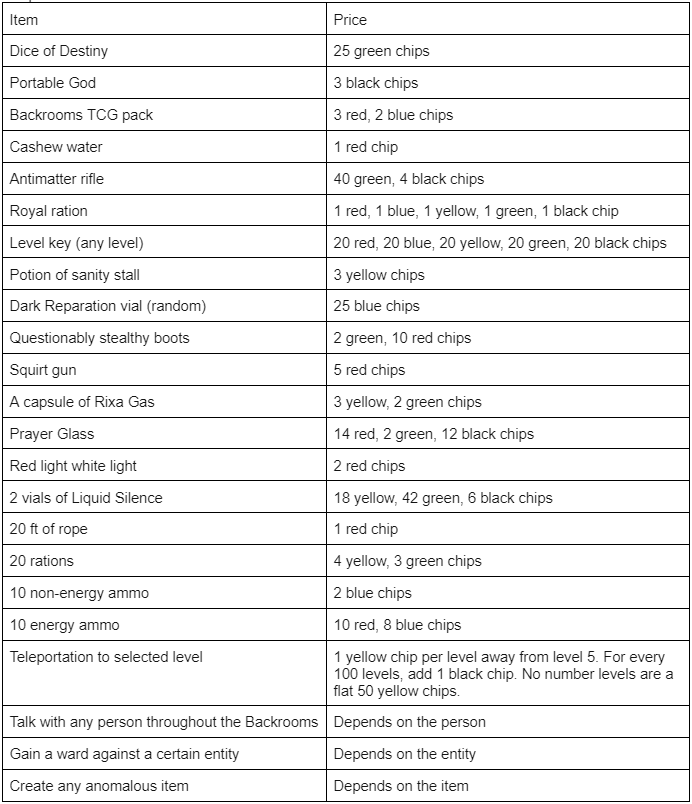 Item Price
Dice of Destiny 25 green chips
Portable God 3 black chips
Backrooms TCG pack 3 red, 2 blue chips
Cashew water 1 red chip
Antimatter rifle 40 green, 4 black chips
Royal ration 1 red, 1 blue, 1 yellow, 1 green, 1 black chip
Level key (any level) 20 red, 20 blue, 20 yellow, 20 green, 20 black chips
Potion of sanity stall 3 yellow chips
Dark Reparation vial (random) 25 blue chips
Questionably stealthy boots 2 green, 10 red chips
Squirt gun 5 red chips
A capsule of Rixa Gas 3 yellow, 2 green chips
Prayer Glass 14 red, 2 green, 12 black chips
Red light white light 2 red chips
2 vials of Liquid Silence 18 yellow, 42 green, 6 black chips
20 ft of rope 1 red chip
20 rations 4 yellow, 3 green chips
10 non-energy ammo 2 blue chips
10 energy ammo 10 red, 8 blue chips
Teleportation to selected level 1 yellow chip per level away from level 5. For every
100 levels, add 1 black chip. No number levels are a
flat 50 yellow chips.
Talk with any person throughout the Backrooms Depends on the person
Gain a ward against a certain entity Depends on the entity
Create any anomalous item Depends on the item